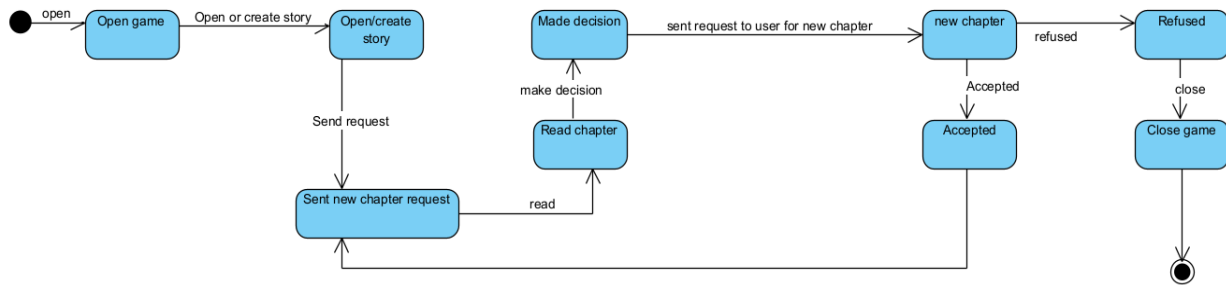 open
Open game
Open or create story
Open/create
story
Made decision
sent request to user for new chapter
new chapter
refused
Refused
Send request
make decision
Accepted
close
Read chapter
Accepted
Close game
Sent new chapter request
read